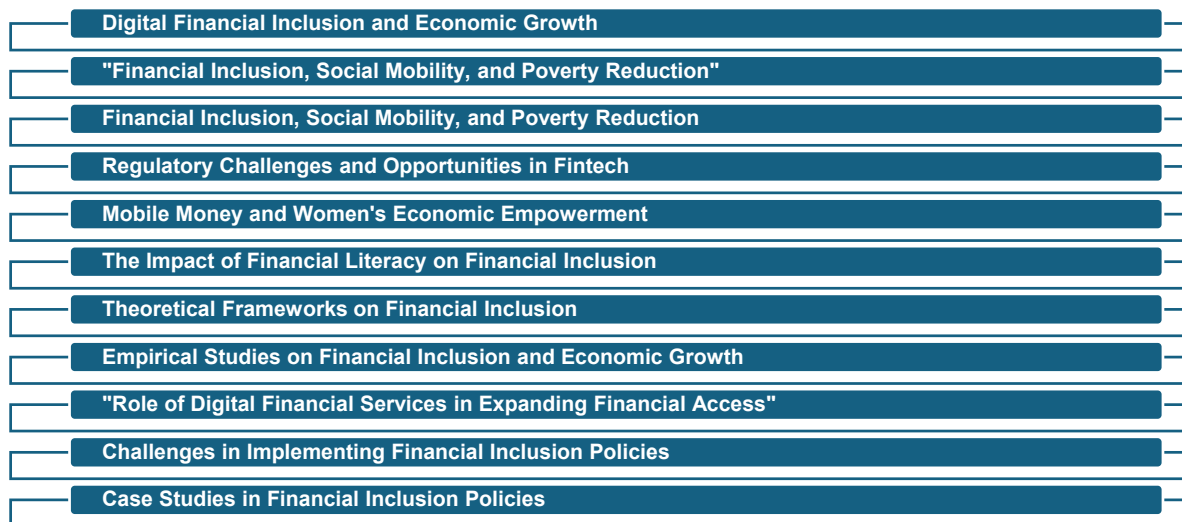 Digital Financial Inclusion and Economic Growth
"Financial Inclusion, Social Mobility, and Poverty Reduction"
Financial Inclusion, Social Mobility, and Poverty Reduction
Regulatory Challenges and Opportunities in Fintech
Mobile Money and Women's Economic Empowerment
The Impact of Financial Literacy on Financial Inclusion
Theoretical Frameworks on Financial Inclusion
Empirical Studies on Financial Inclusion and Economic Growth
"Role of Digital Financial Services in Expanding Financial Access"
Challenges in Implementing Financial Inclusion Policies
Case Studies in Financial Inclusion Policies